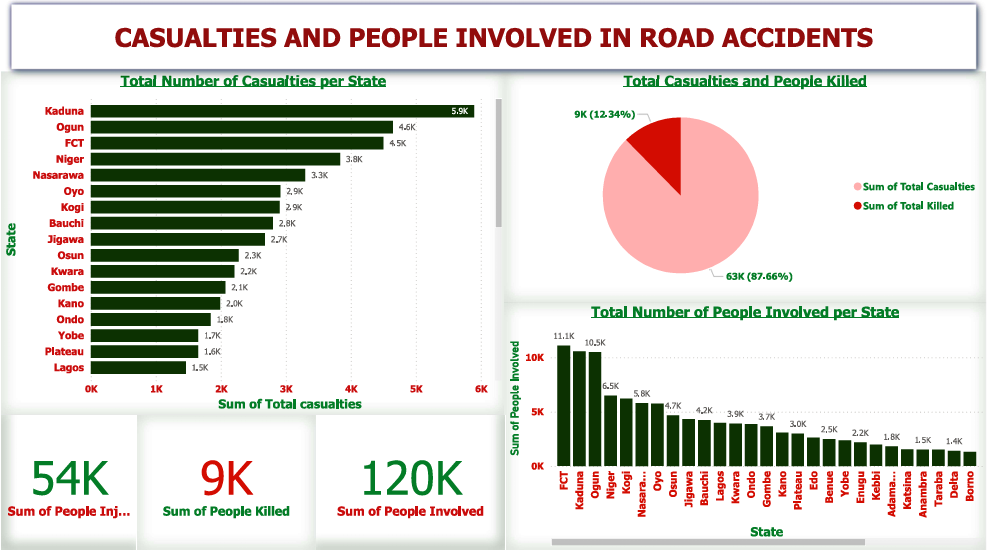 CASUALTIES AND PEOPLE INVOLVED IN ROAD ACCIDENTS
Total Number of Casualties per State
State
Kaduna 5.9K
Ogun 4.6K
FCT 4.5K
Niger 3.8K
Nasarawa 3.3K
Oyo 2.9K
Kogi 2.9K
Bauchi 2.8K
Jigawa 2.7K
Osun 2.3K
Kwara 2.2K
Gombe 2.1K
Kano 2.0K
Ondo 1.8K
Yobe 1.7K
Plateau 1.6K
Lagos 1.5K
0K 1K 2K 3K 4K 5K 6K
Sum of Total casualties
Total Casualties and People Killed
9K (12.34%)
63K (87.66%)
Sum of Total Casualties
Sum of Total Killed
Total Number of People Involved per State
Sum of People Involved
10K
5K
0K
11.1K 10.5K 6.5K 5.8K 4.7K 4.2K 3.9K 3.7K 3.0K 2.5K 2.2K 1.8K 1.5K 1.4K
FCT Kaduna Ogun Niger Kogi Nasara... Oyo Osun Jigawa Bauchi Lagos Kwara Ondo Gombe Kano Plateau Edo Benue Yobe Enugu Kebbi Adama... Katsina Anambra Taraba Delta Borno
State
54K
Sum of People Inj...
9K
Sum of People Killed
120K
Sum of People Involved